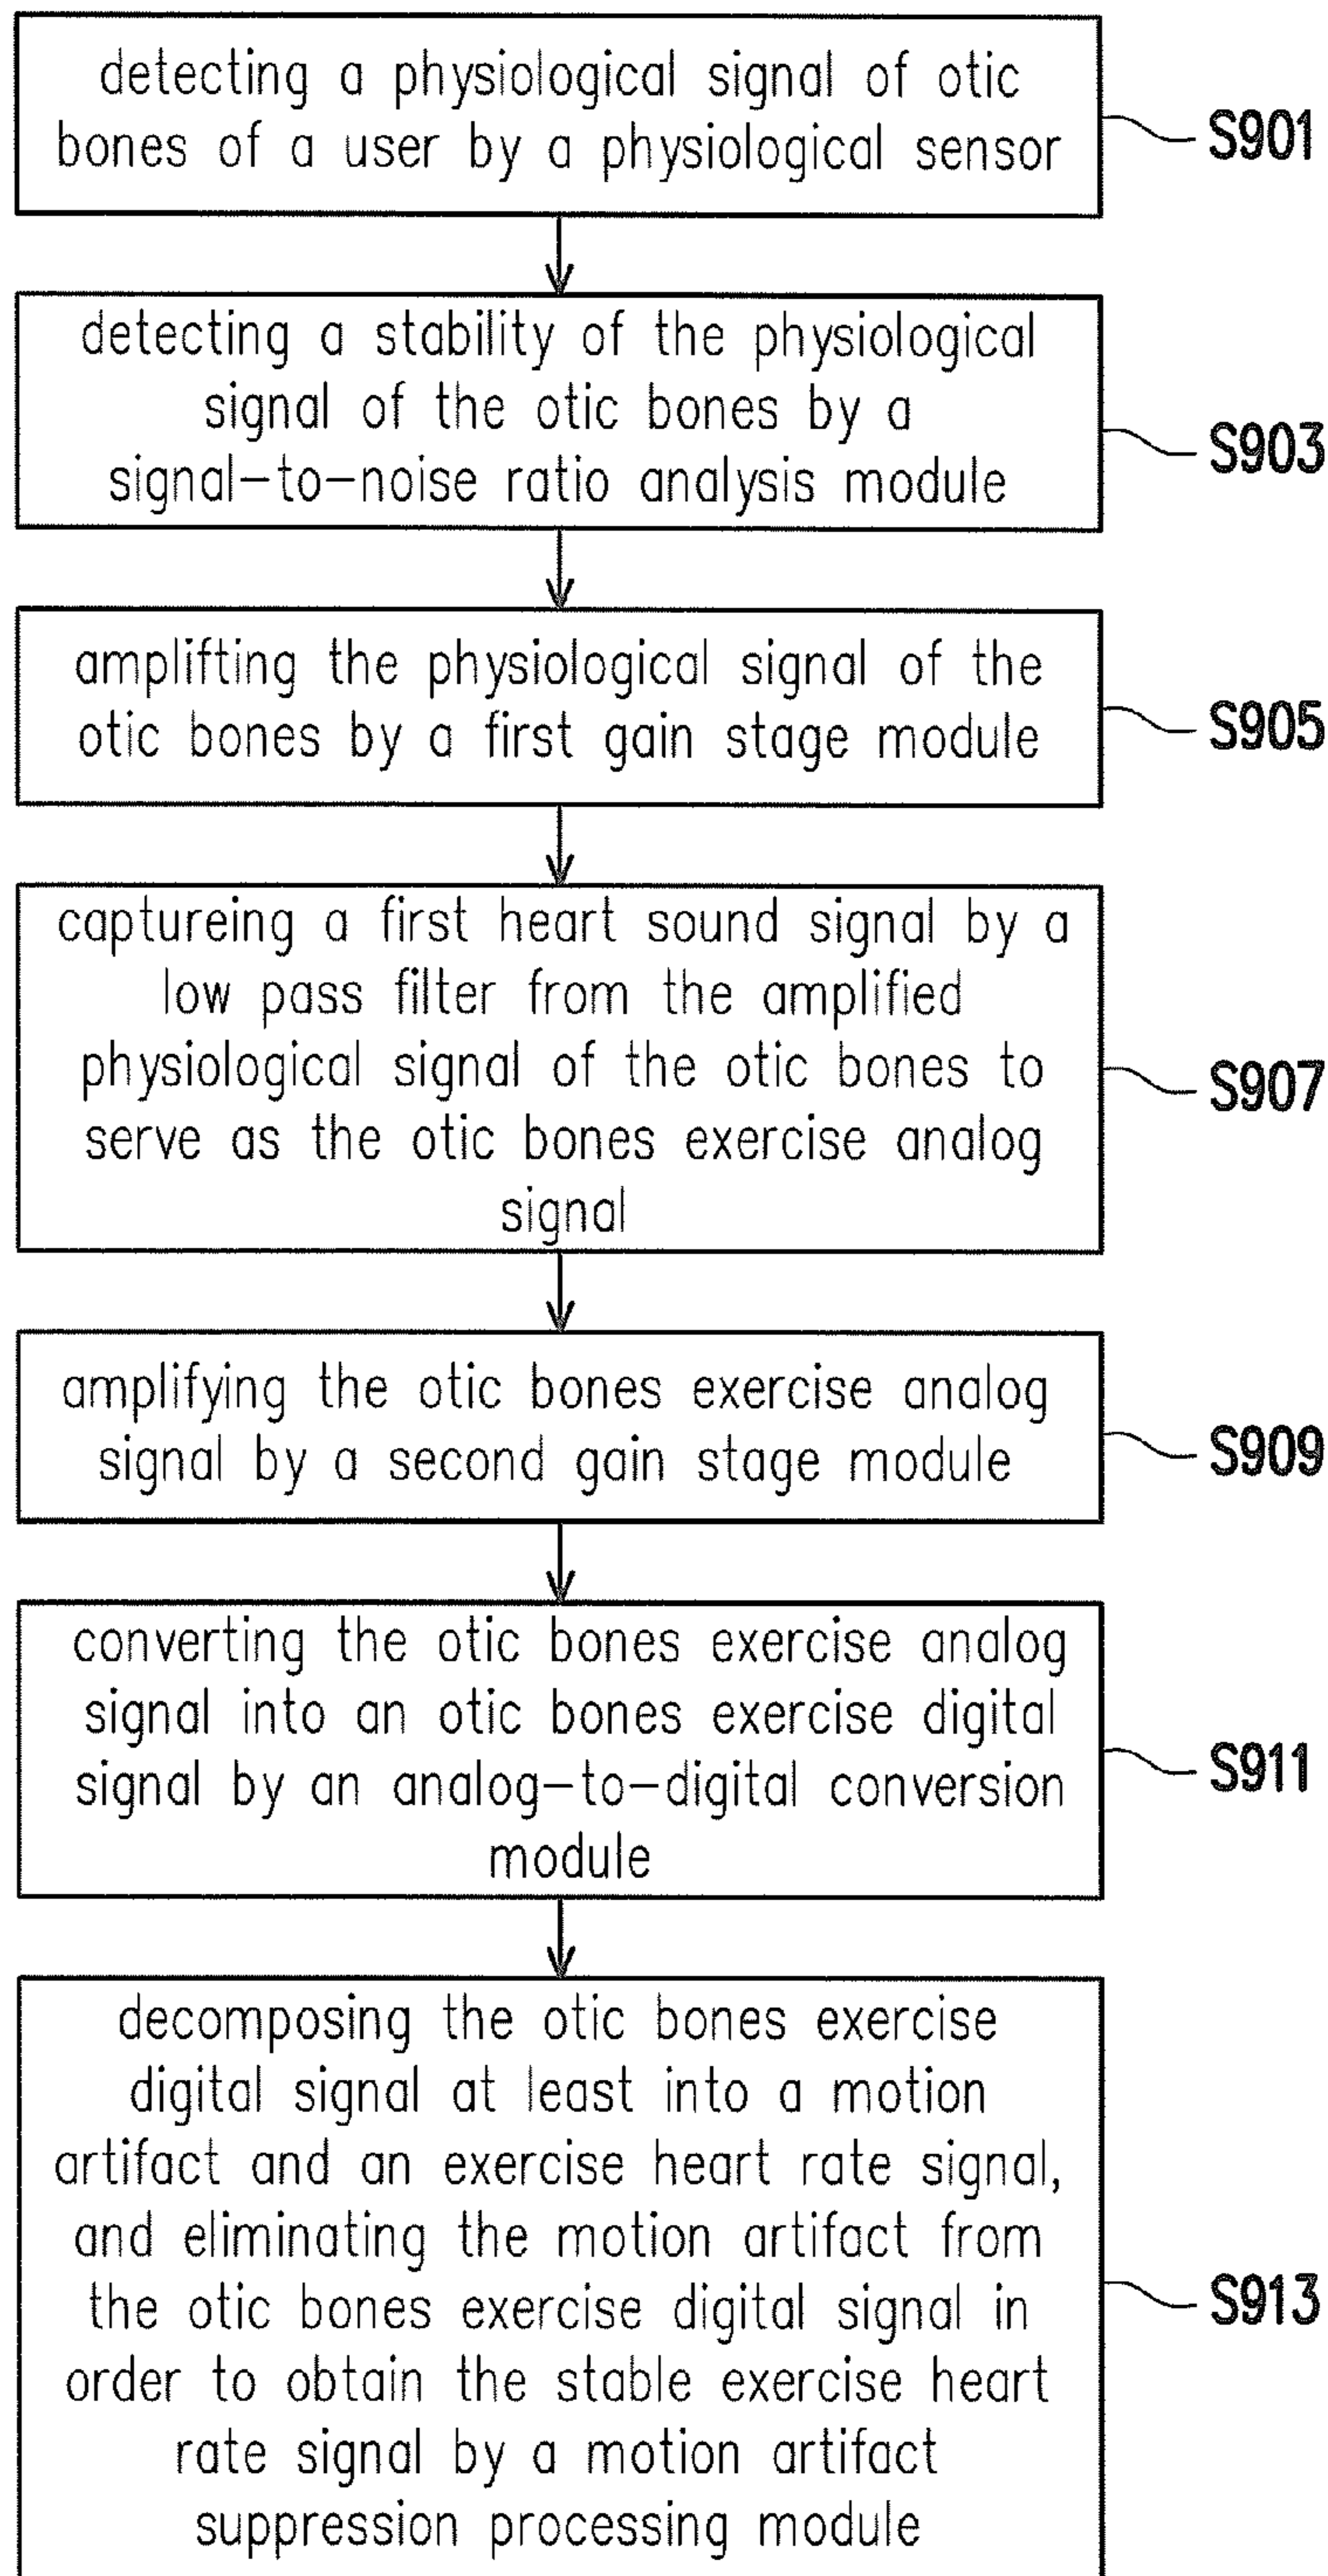 detecting a physiological signal of otic
bones of a user by a physiological sensor
S901
detecting a stability of the physiological
signal of the otic bones by a
signal-to-noise ratio analysis module
S903
amplifting the physiological signal of the
otic bones by a first gain stage module
S905
captureing a first heart sound signal by a
low pass filter from the amplified
physiological signal of the otic bones to
serve as the otic bones exercise analog
signal
S907
amplifying the otic bones exercise analog
signal by a second gain stage module
S909
converting the otic bones exercise analog
signal into an otic bones exercise digital
signal by an analog-to-digital conversion
module
S911
decomposing the otic bones exercise
digital signal at least into a motion
artifact and an exercise heart rate signal,
and eliminating the motion artifact from
the otic bones exercise digital signal in
order to obtain the stable exercise heart
rate signal by a motion artifact
suppression processing module
S913